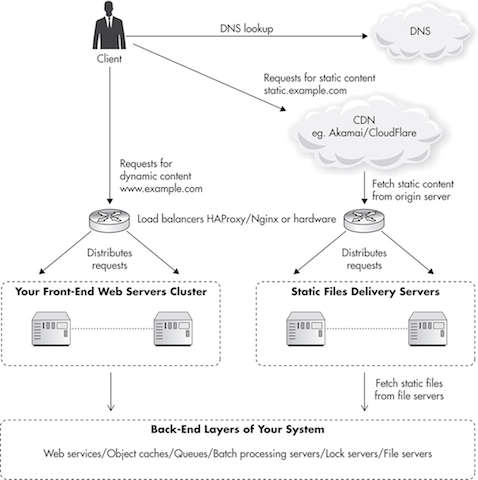 DNS lookup
DNS
Client
Requests for static content
static.example.com
CDN
eg. Akamai/CloudFlare
Requests for
dynamic content
www.example.com
Fetch static content
from origin server
Load balancers HAProxy/Nginx or hardware
Distributes
requests
Distributes
requests
Your Front-End Web Servers Cluster
Static Files Delivery Servers
Fetch static files
from file servers
Back-End Layers of Your System
Web services/Object caches/Queues/Batch processing servers/Lock servers/File servers